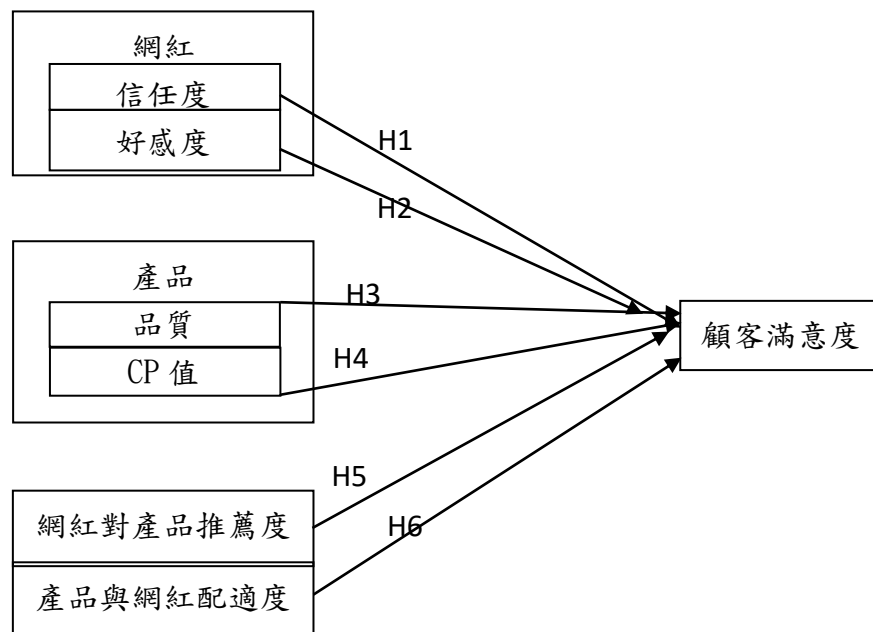 網紅
信任度
好感度
H1
H2
產品
品質
CP 值
H3
H4
顧客滿意度
網紅對產品推薦度
產品與網紅配適度
H5
H6